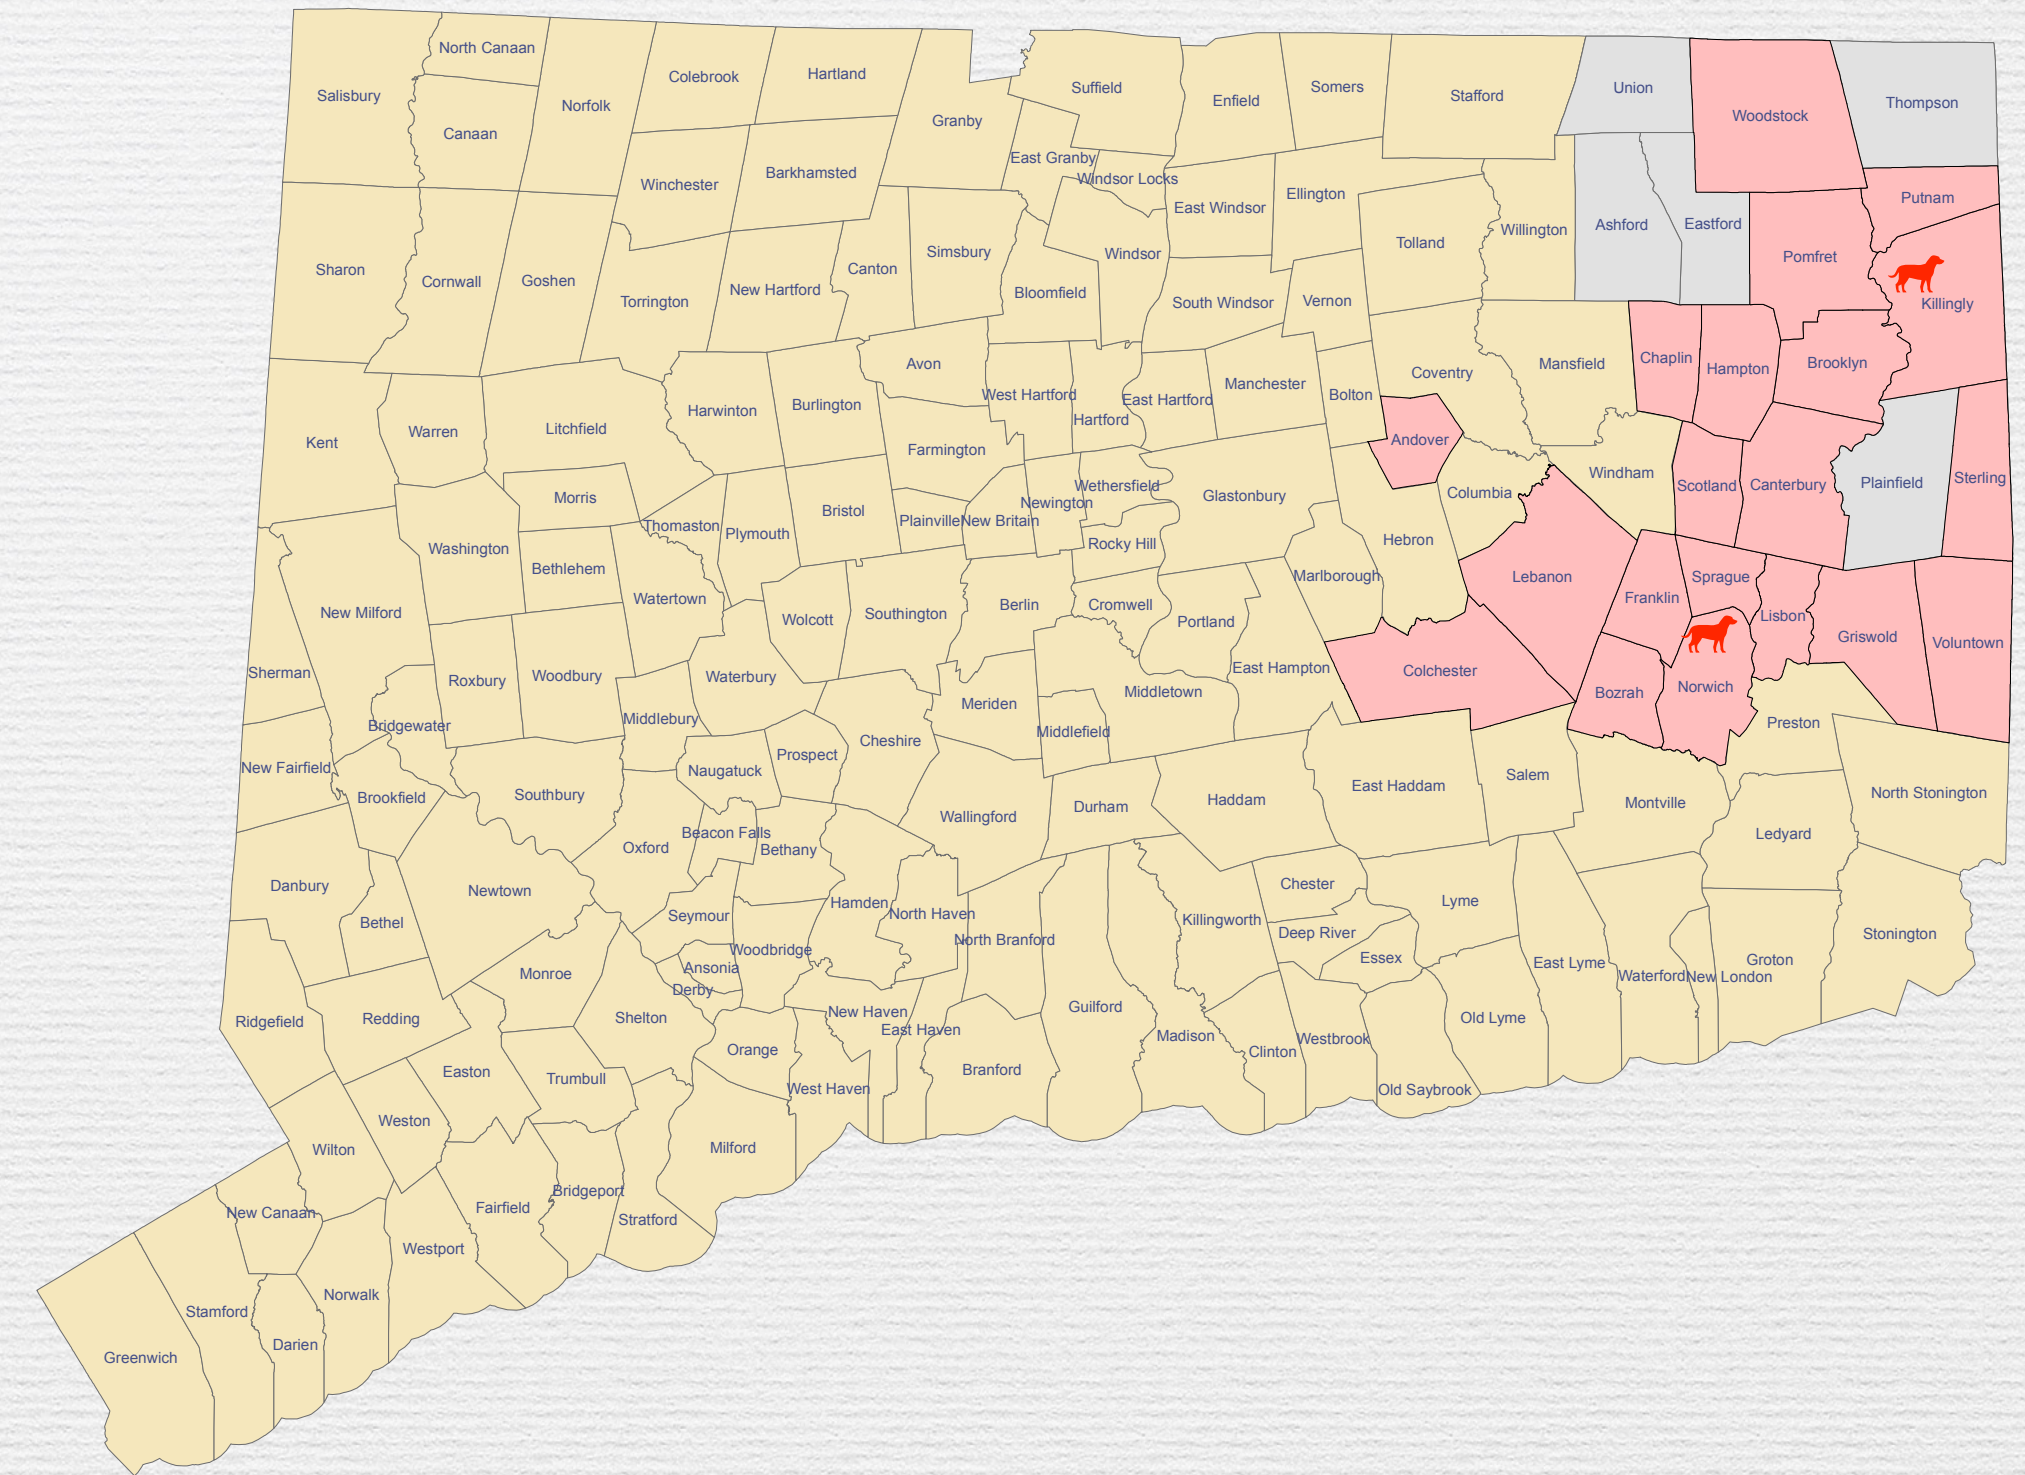 North Canaan
Colebrook
Hartland
Salisbury
Norfolk
Canaan
Granby
Suffield
Enfield
Somers
Stafford
Union
Woodstock
Thompson
East Granby
Windsor Locks
Winchester
Barkhamsted
East Windsor
Ellington
Putnam
Sharon
Cornwall
Goshen
Torrington
New Hartford
Canton
Simsbury
Bloomfield
Windsor
South Windsor
Vernon
Tolland
Willington
Ashford
Eastford
Pomfret
Killingly
Avon
West Hartford
Hartford
East Hartford
Manchester
Bolton
Coventry
Mansfield
Chaplin
Hampton
Brooklyn
Kent
Warren
Litchfield
Harwinton
Burlington
Farmington
Andover
Columbia
Windham
Scotland
Canterbury
Plainfield
Sterling
Morris
Thomaston
Plymouth
Bristol
Plainville
New Britain
Newington
Wethersfield
Glastonbury
Rocky Hill
Hebron
Marlborough
Washington
Bethlehem
Watertown
Wolcott
Southington
Berlin
Cromwell
Portland
East Hampton
Lebanon
Franklin
Sprague
Lisbon
Griswold
Voluntown
New Milford
Sherman
Roxbury
Woodbury
Waterbury
Middlebury
Bridgewater
Meriden
Middletown
Middlefield
Colchester
Bozrah
Norwich
Preston
New Fairfield
Brookfield
Southbury
Naugatuck
Prospect
Cheshire
Wallingford
Durham
Haddam
East Haddam
Salem
Montville
North Stonington
Ledyard
Oxford
Beacon Falls
Bethany
Danbury
Bethel
Newtown
Seymour
Hamden
North Haven
North Branford
Killingworth
Chester
Deep River
Essex
Lyme
East Lyme
Waterford
New London
Groton
Stonington
Monroe
Ansonia
Derby
Woodbridge
Ridgefield
Redding
Shelton
New Haven
East Haven
Guilford
Madison
Clinton
Westbrook
Old Lyme
Old Saybrook
Orange
West Haven
Branford
Easton
Trumbull
Weston
Wilton
Milford
New Canaan
Fairfield
Bridgeport
Stratford
Westport
Norwalk
Stamford
Darien
Greenwich